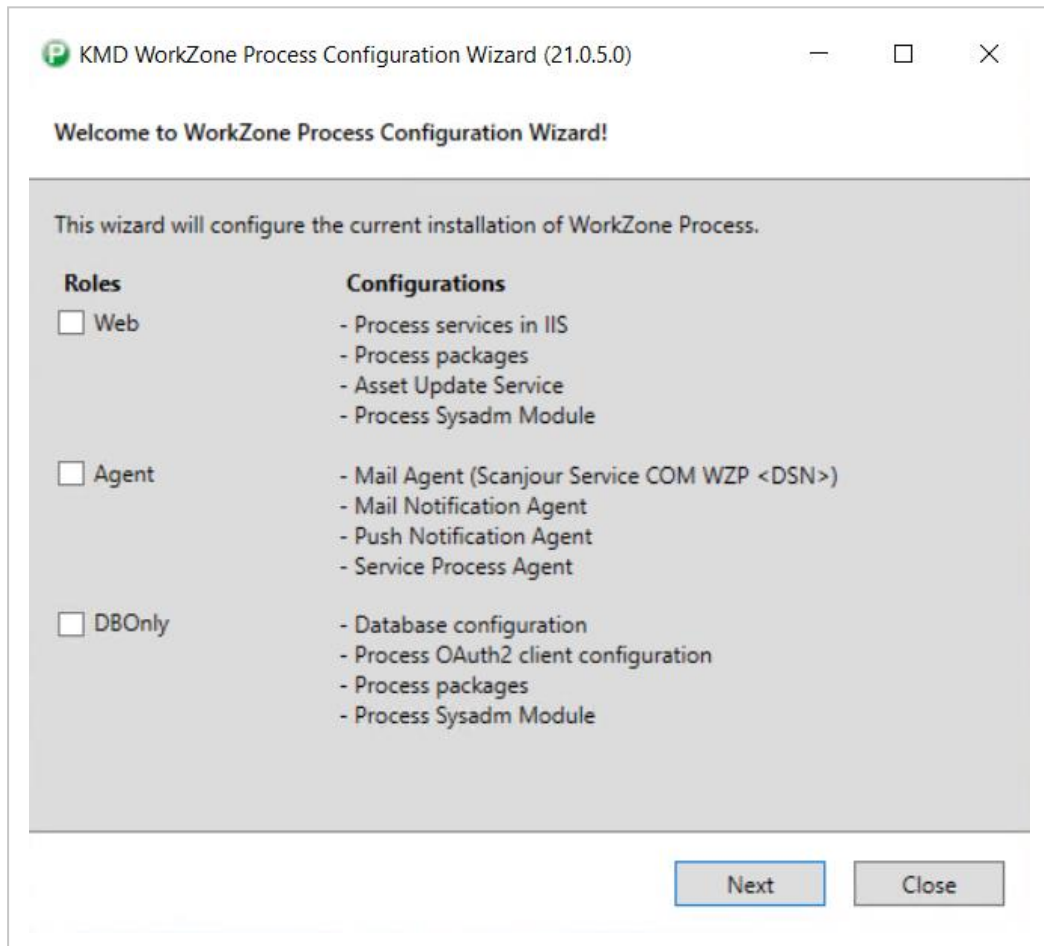 KMD WorkZone Process Configuration Wizard (21.0.5.0)
Welcome to WorkZone Process Configuration Wizard!
This wizard will configure the current installation of WorkZone Process.
Roles Configurations
Web - Process services in IIS
- Process packages
- Asset Update Service
- Process Sysadm Module
Agent - Mail Agent (Scanjour Service COM WZP <DSN>)
- Mail Notification Agent
- Push Notification Agent
- Service Process Agent
DBOnly - Database configuration
- Process OAuth2 client configuration
- Process packages
- Process Sysadm Module
Next Close